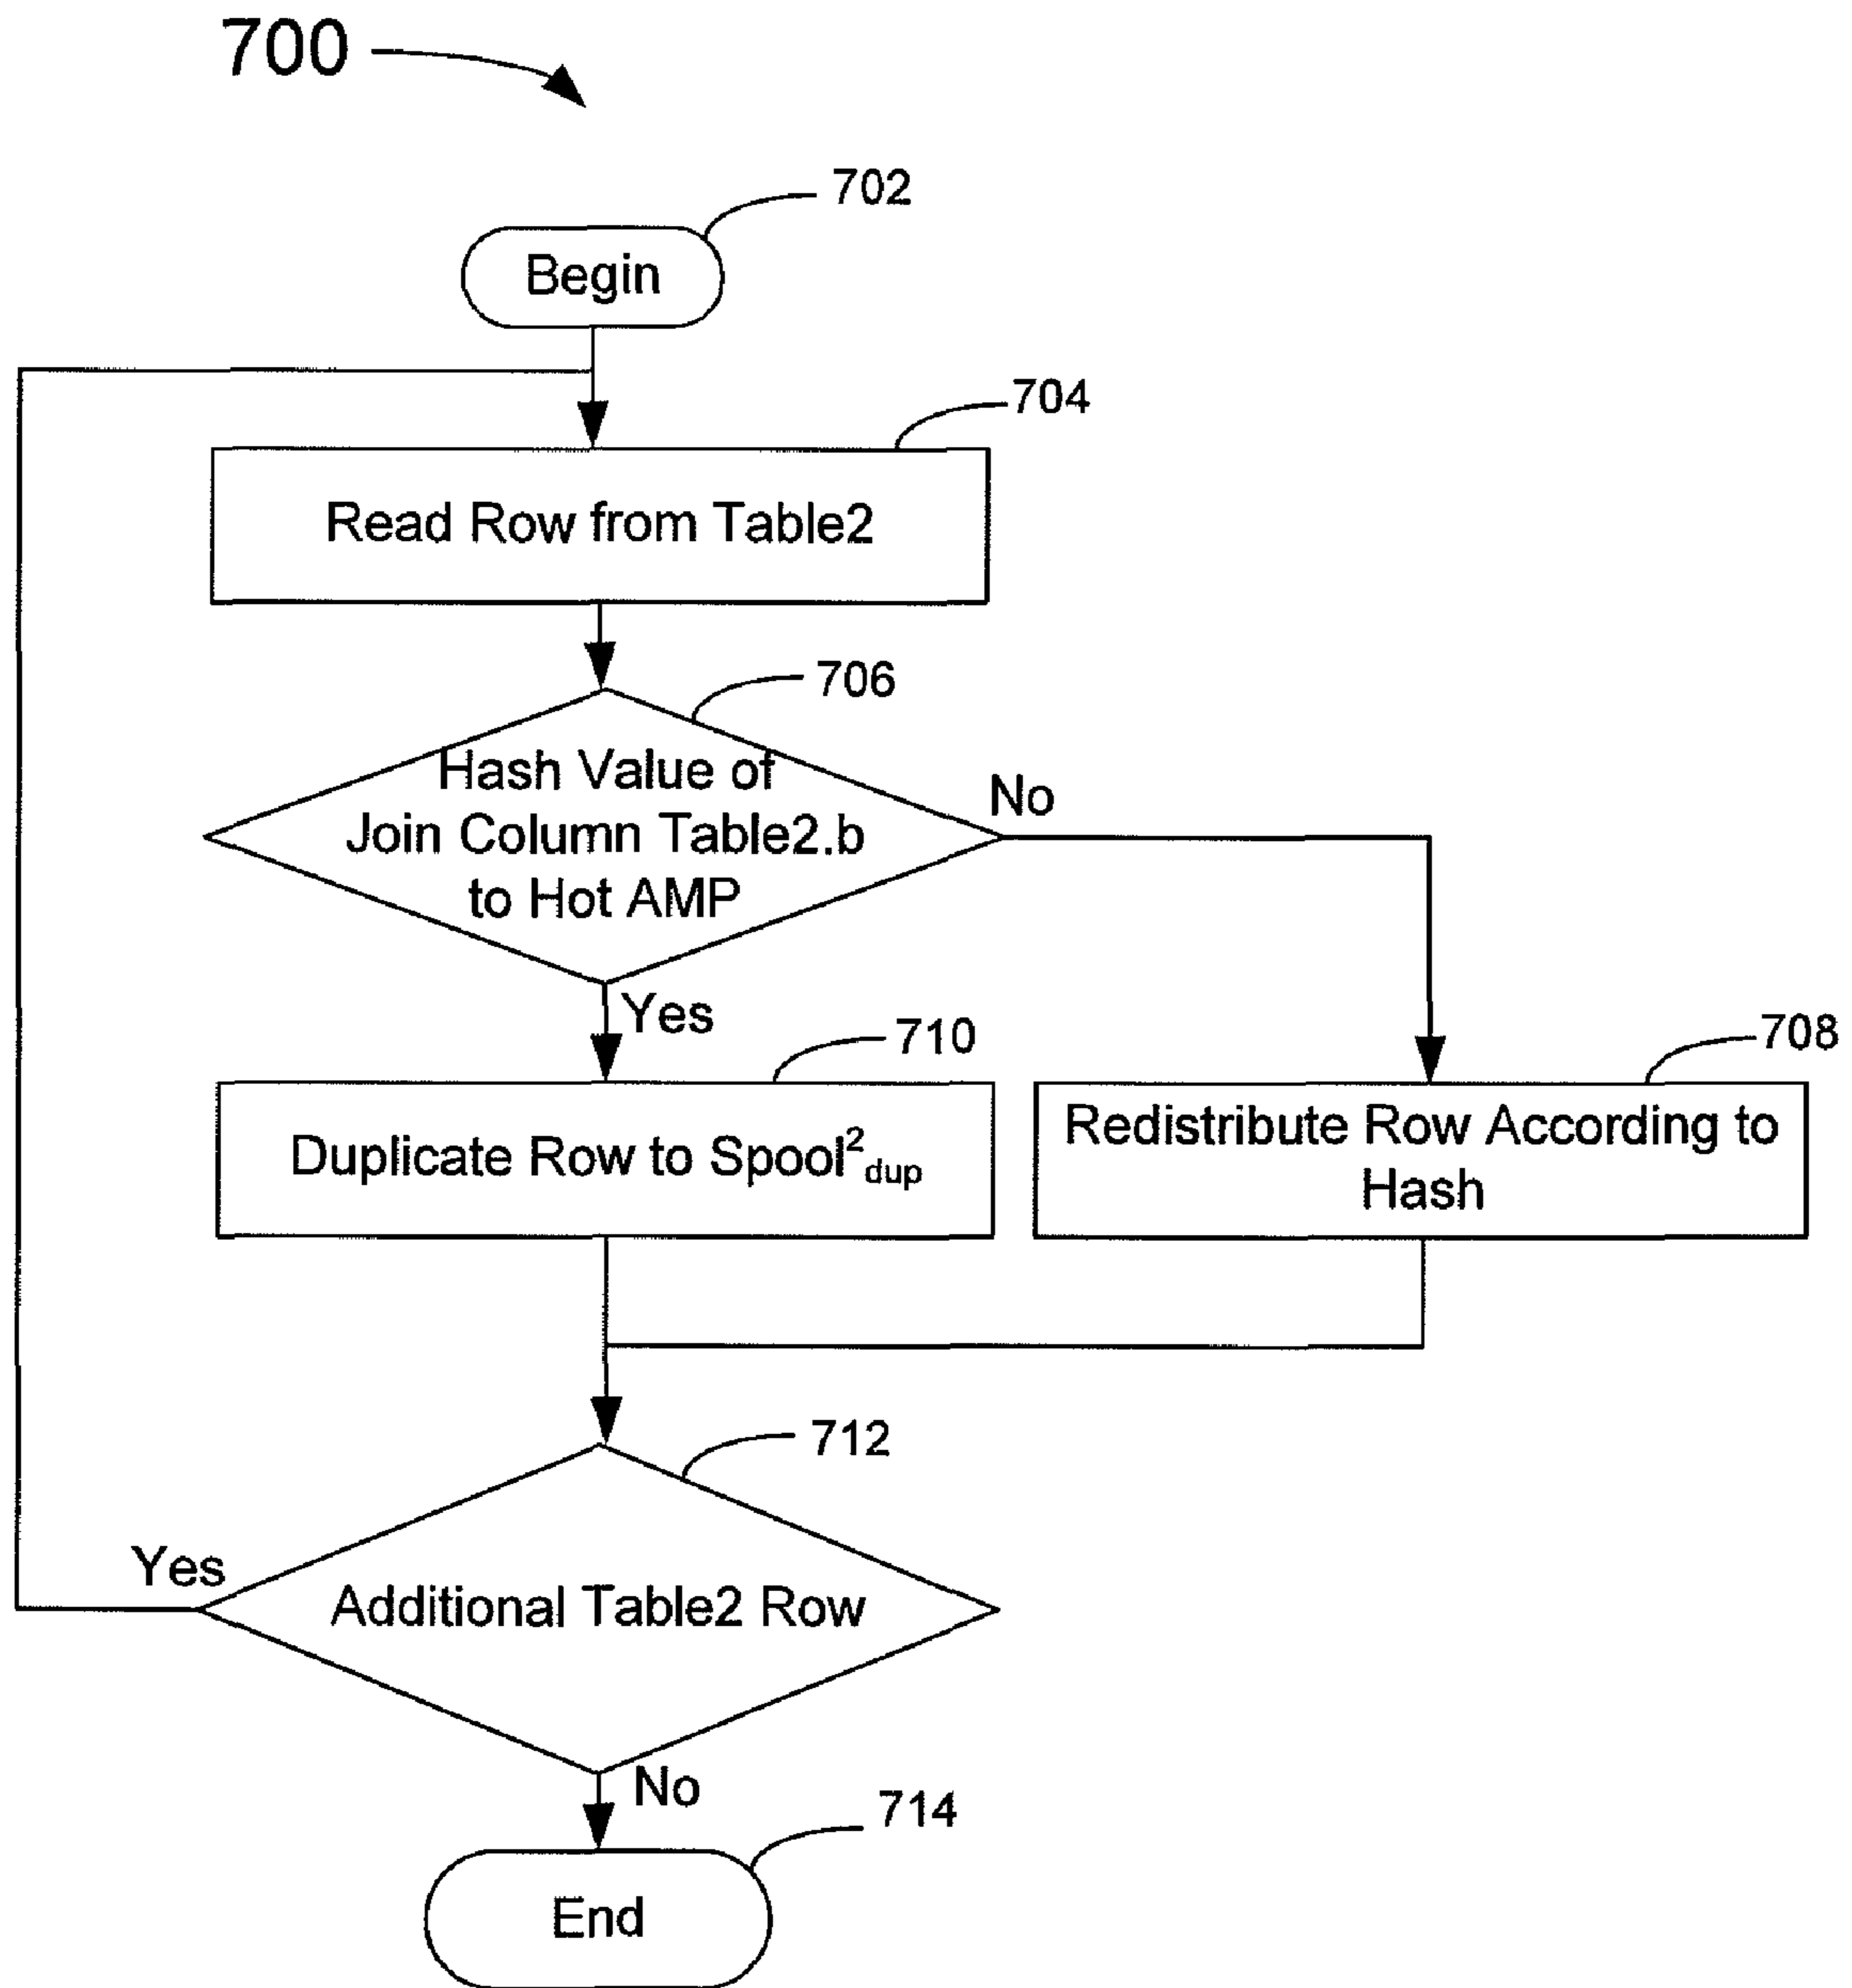 700
702
Begin
704
Read Row from Table2
706
Hash Value of
Join Column Table2.b
to Hot AMP
No
Yes
710
708
Duplicate Row to Spool²dup
Redistribute Row According to
Hash
712
Yes
Additional Table2 Row
No
714
End